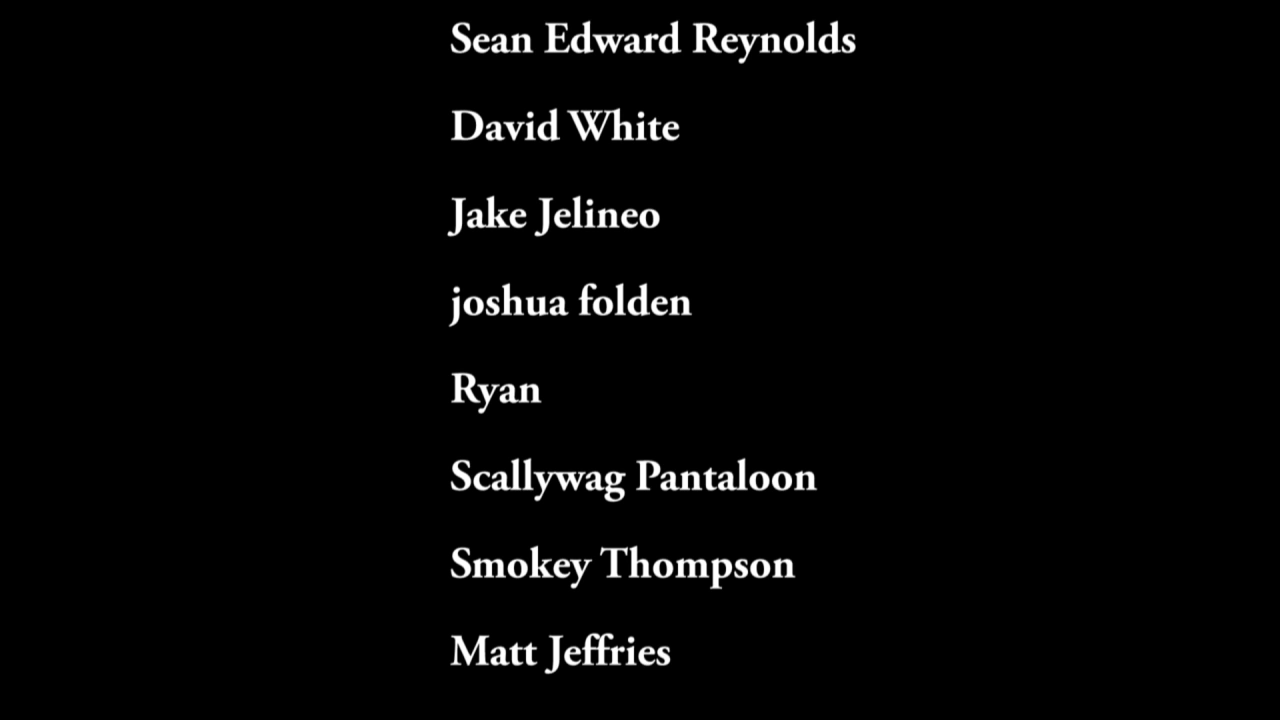 Sean Edward Reynolds
David White
Jake Jelineo
joshua folden
Ryan
Scallywag Pantaloon
Smokey Thompson
Matt Jeffries